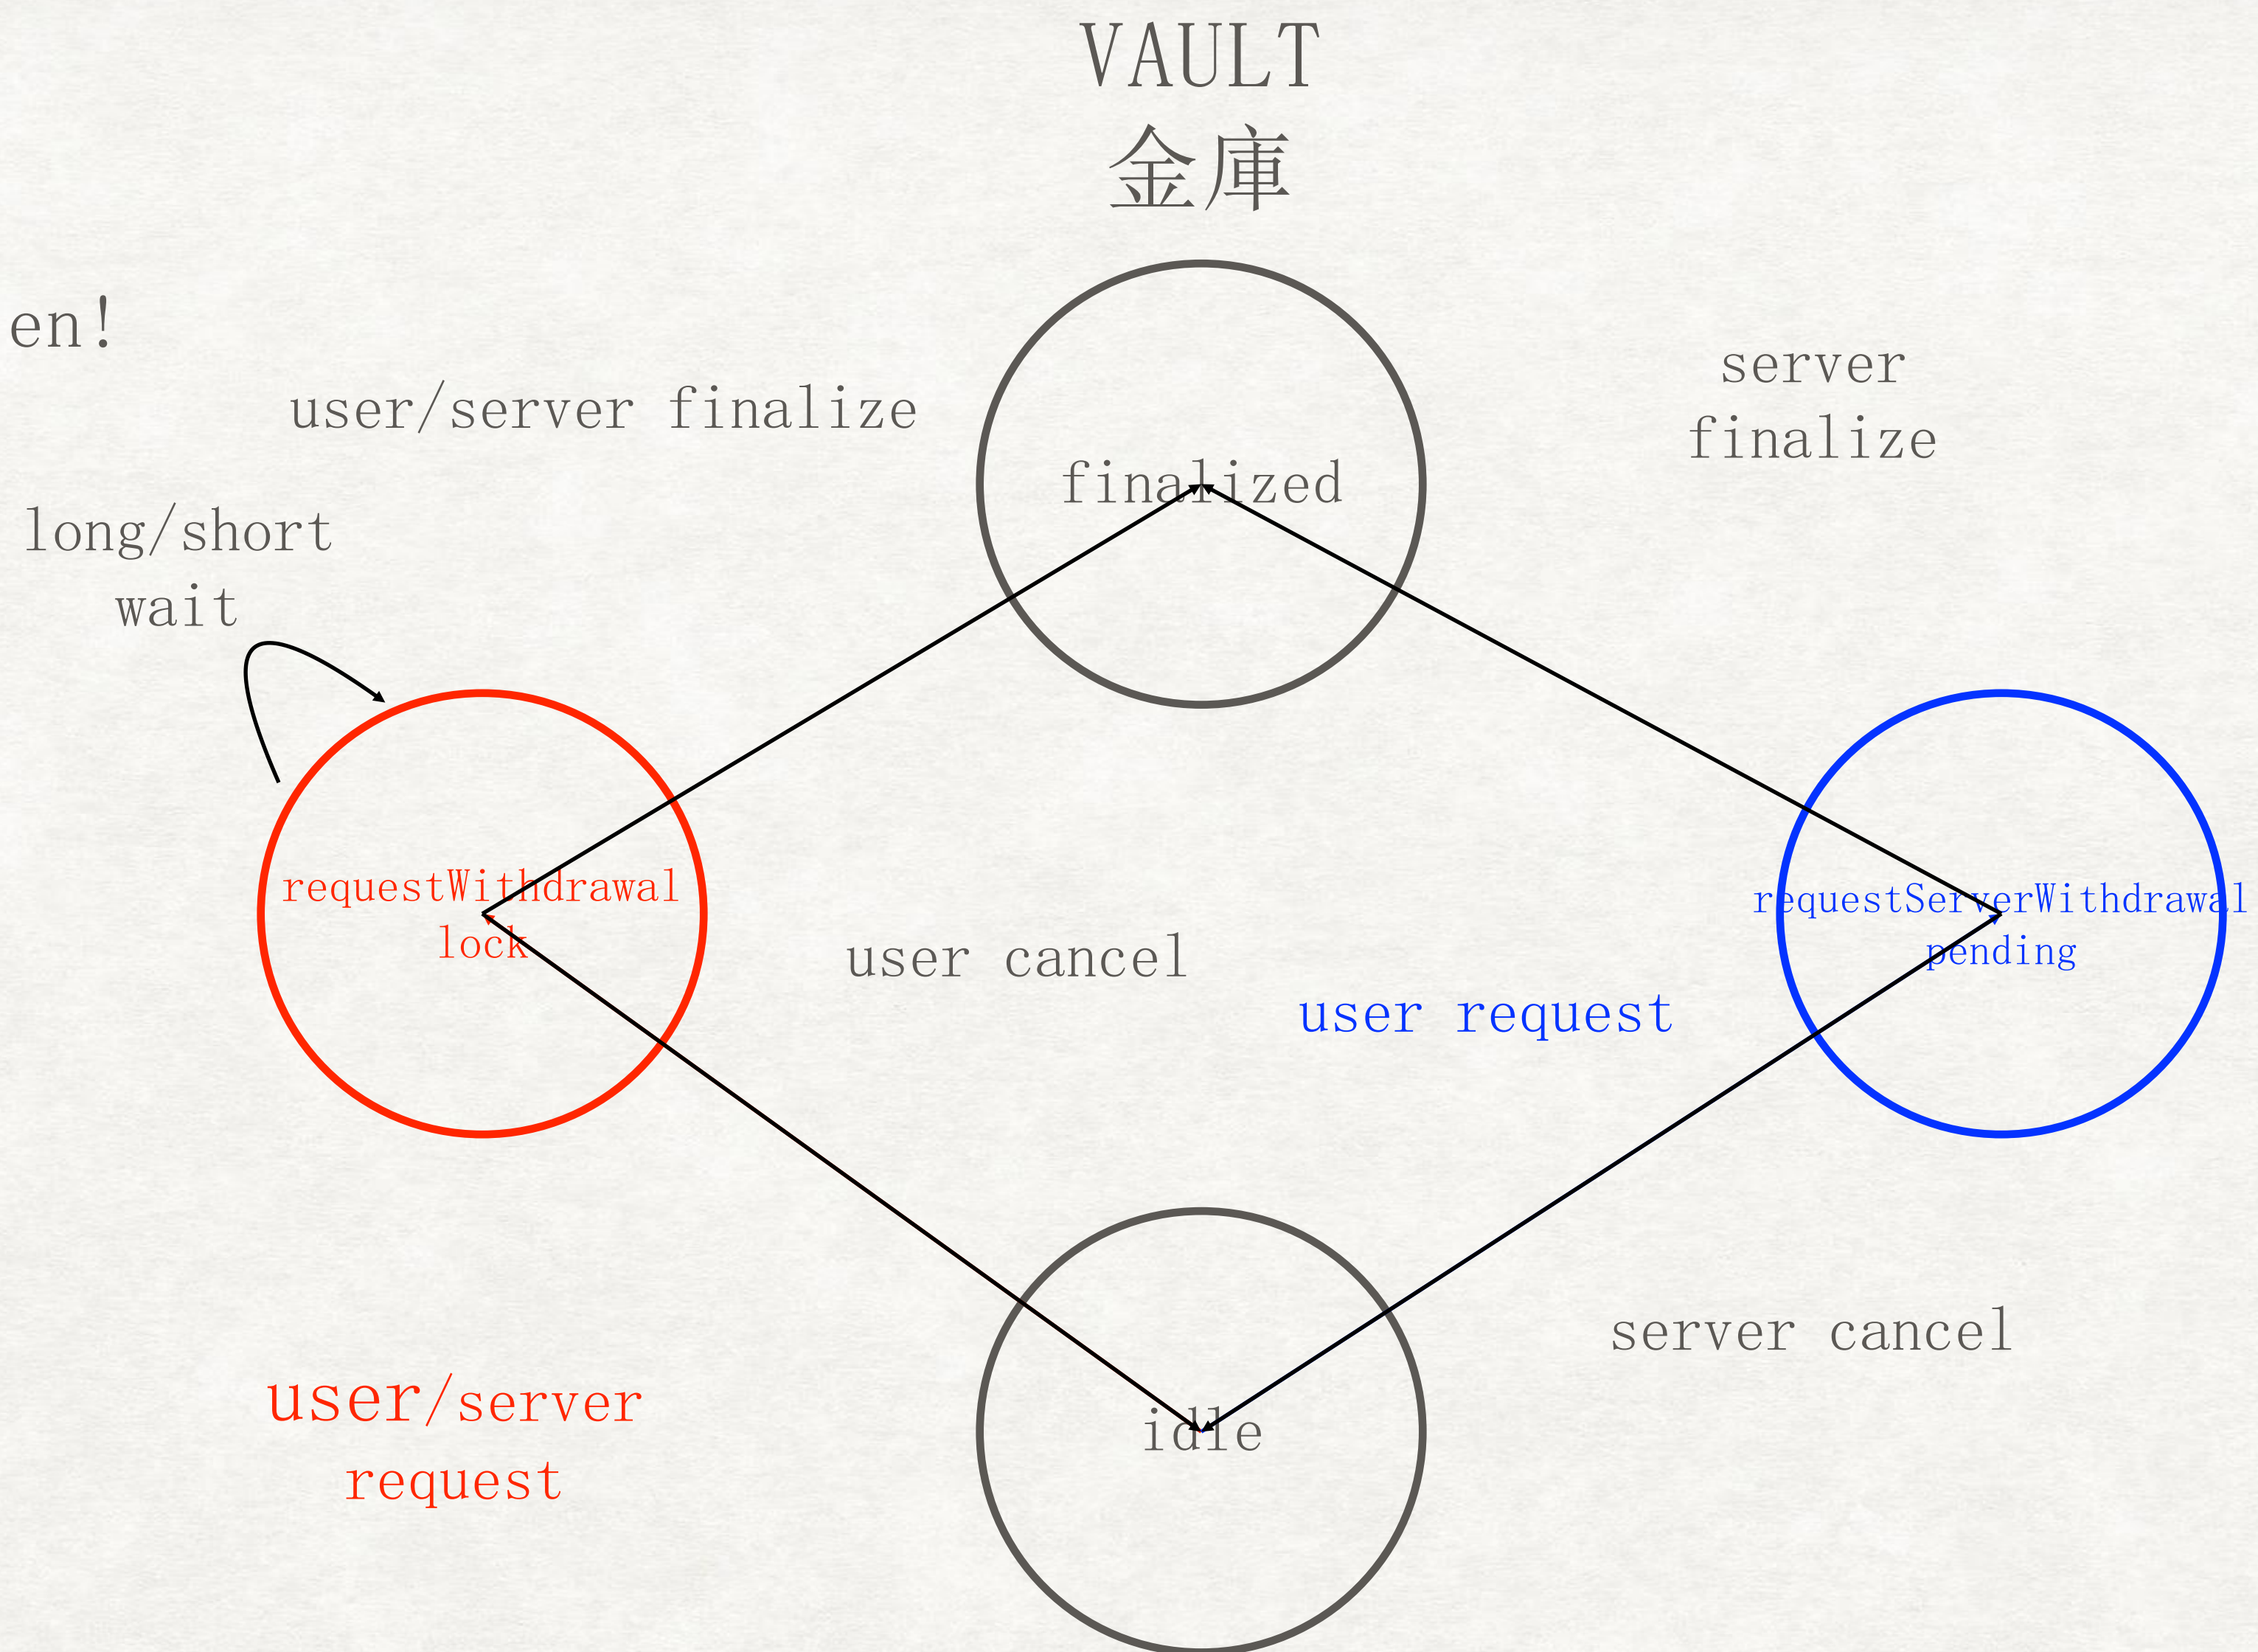 VAULT
金庫
en!
user/server finalize
server
finalize
finalized
long/short
wait
requestWithdrawal
lock
requestServerWithdrawal
pending
user cancel
user request
server cancel
user/server
request
idle